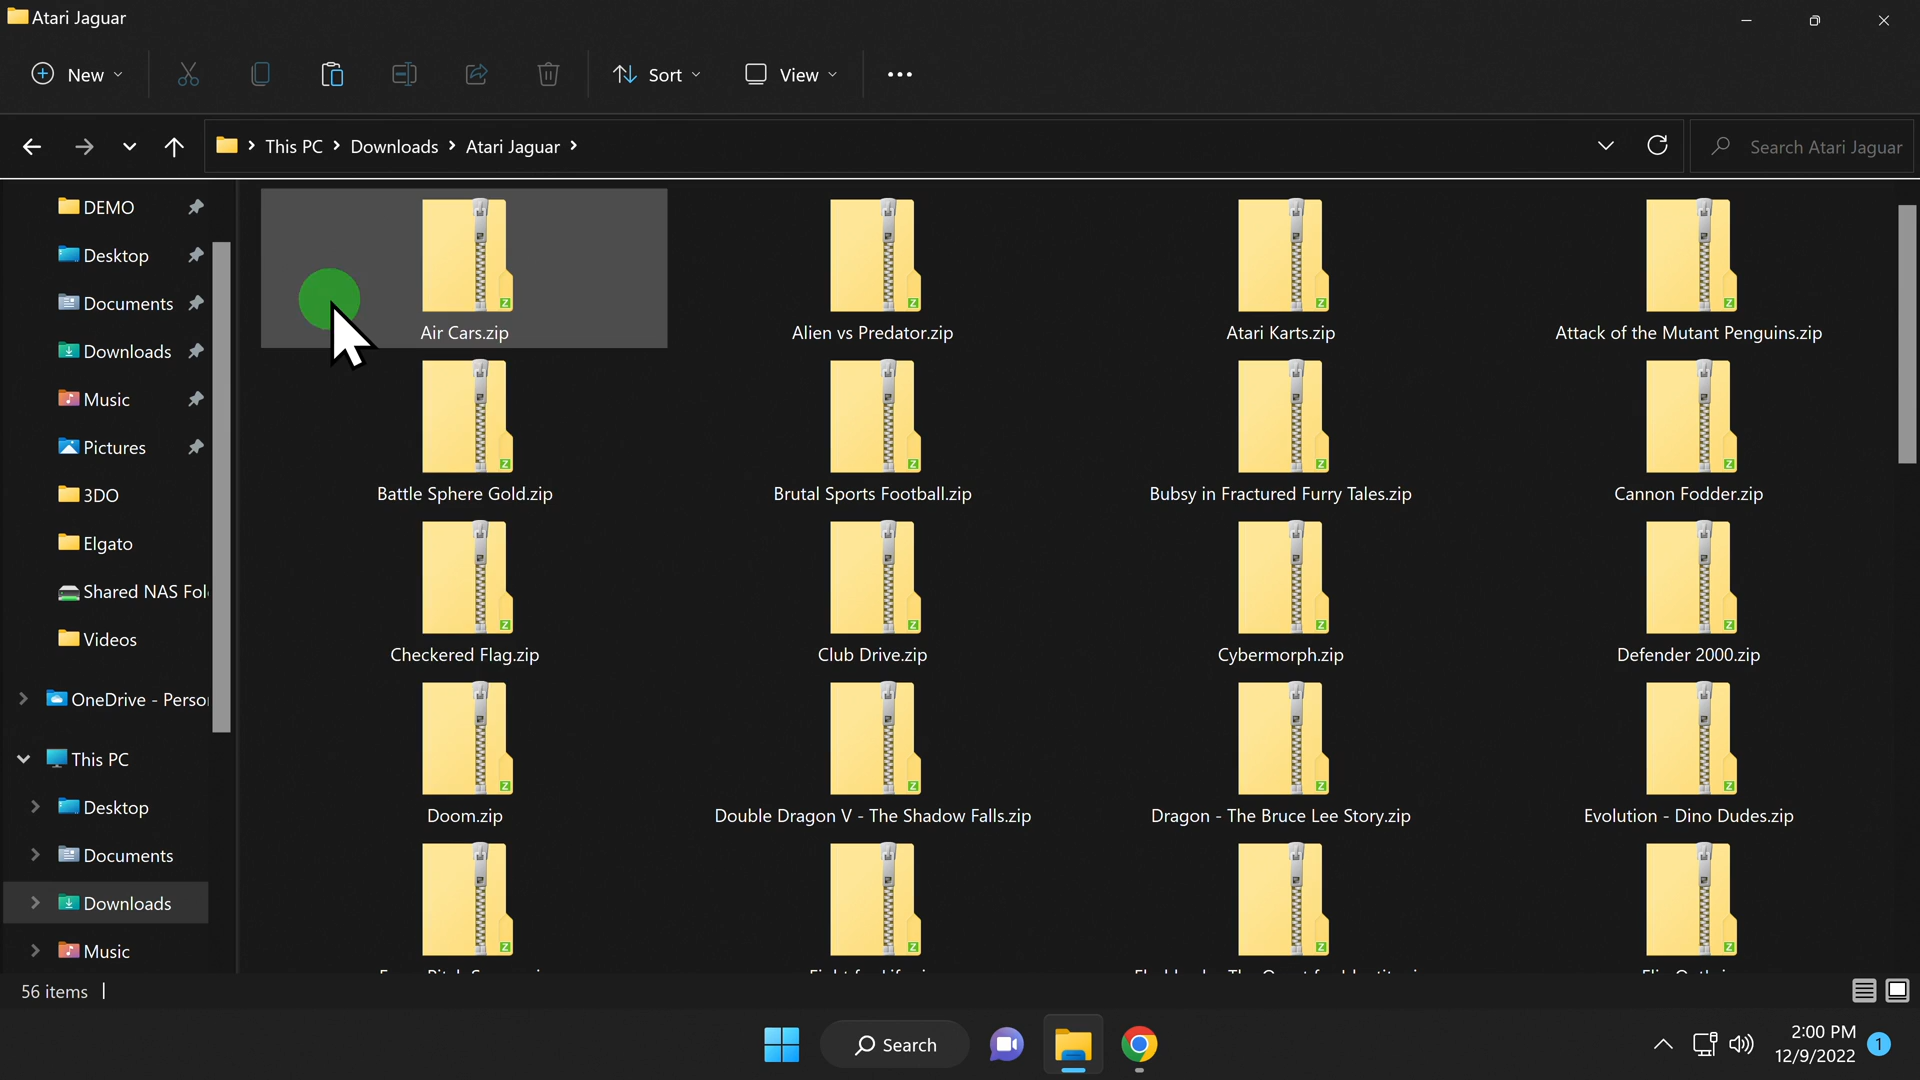 Atari Jaguar
New
Sort
View
This PC > Downloads > Atari Jaguar >
Search Atari Jaguar
DEMO
Desktop
Documents
Downloads
Music
Pictures
3DO
Elgato
Shared NAS Fol
Videos
OneDrive - Perso
This PC
Desktop
Documents
Downloads
Music
Air Cars.zip
Alien vs Predator.zip
Atari Karts.zip
Attack of the Mutant Penguins.zip
Battle Sphere Gold.zip
Brutal Sports Football.zip
Bubsy in Fractured Furry Tales.zip
Cannon Fodder.zip
Checkered Flag.zip
Club Drive.zip
Cybermorph.zip
Defender 2000.zip
Doom.zip
Double Dragon V - The Shadow Falls.zip
Dragon - The Bruce Lee Story.zip
Evolution - Dino Dudes.zip
56 items
Search
2:00 PM
12/9/2022
1